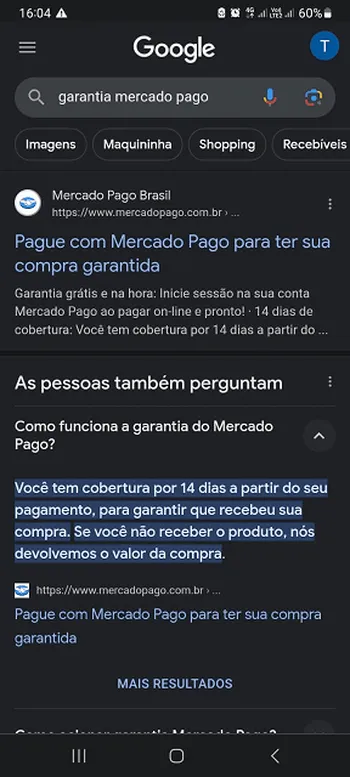 16:04
4G
VoLTE2
60%
Google
T
garantia mercado pago
Imagens
Maquininha
Shopping
Recebíveis
Mercado Pago Brasil
https://www.mercadopago.com.br › ...
Pague com Mercado Pago para ter sua
compra garantida
Garantia grátis e na hora: Inicie sessão na sua conta
Mercado Pago ao pagar on-line e pronto! · 14 dias de
cobertura: Você tem cobertura por 14 dias a partir do ...
As pessoas também perguntam
Como funciona a garantia do Mercado
Pago?
Você tem cobertura por 14 dias a partir do seu
pagamento, para garantir que recebeu sua
compra. Se você não receber o produto, nós
devolvemos o valor da compra.
https://www.mercadopago.com.br › ...
Pague com Mercado Pago para ter sua compra
garantida
MAIS RESULTADOS